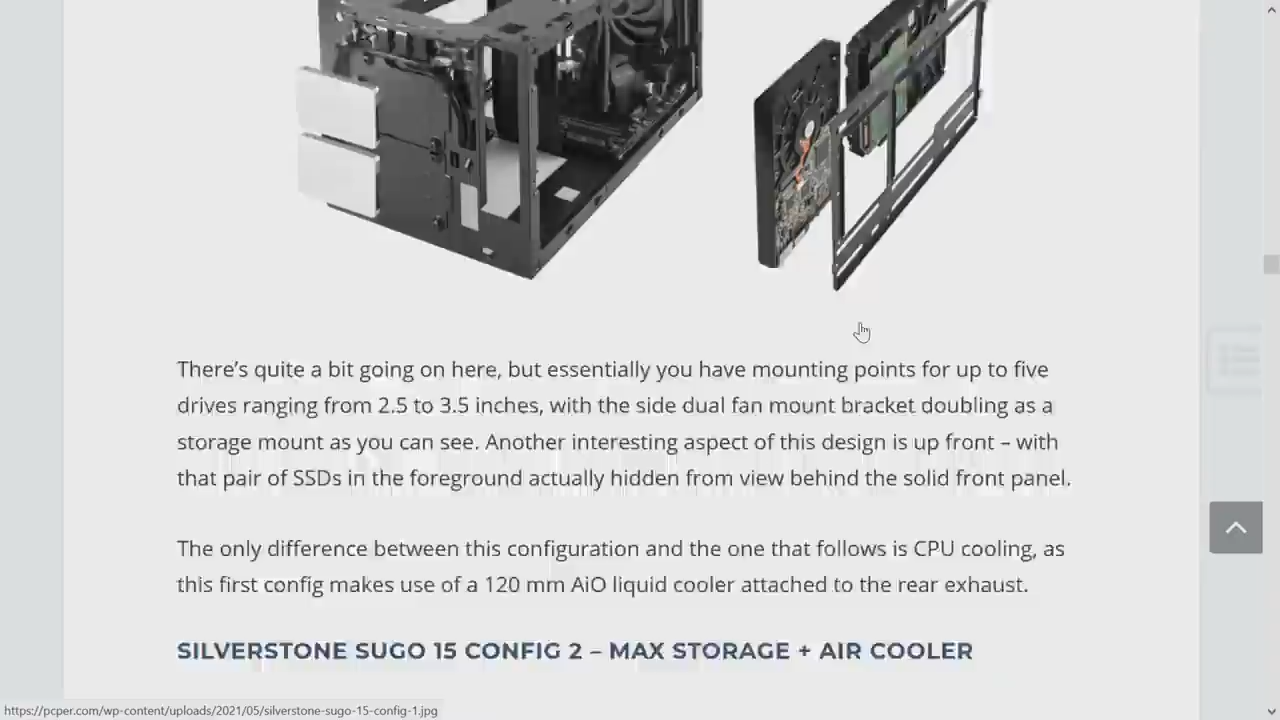 There’s quite a bit going on here, but essentially you have mounting points for up to five
drives ranging from 2.5 to 3.5 inches, with the side dual fan mount bracket doubling as a
storage mount as you can see. Another interesting aspect of this design is up front – with
that pair of SSDs in the foreground actually hidden from view behind the solid front panel.
The only difference between this configuration and the one that follows is CPU cooling, as
this first config makes use of a 120 mm AiO liquid cooler attached to the rear exhaust.
SILVERSTONE SUGO 15 CONFIG 2 – MAX STORAGE + AIR COOLER
https://pcper.com/wp-content/uploads/2021/05/silverstone-sugo-15-config-1.jpg